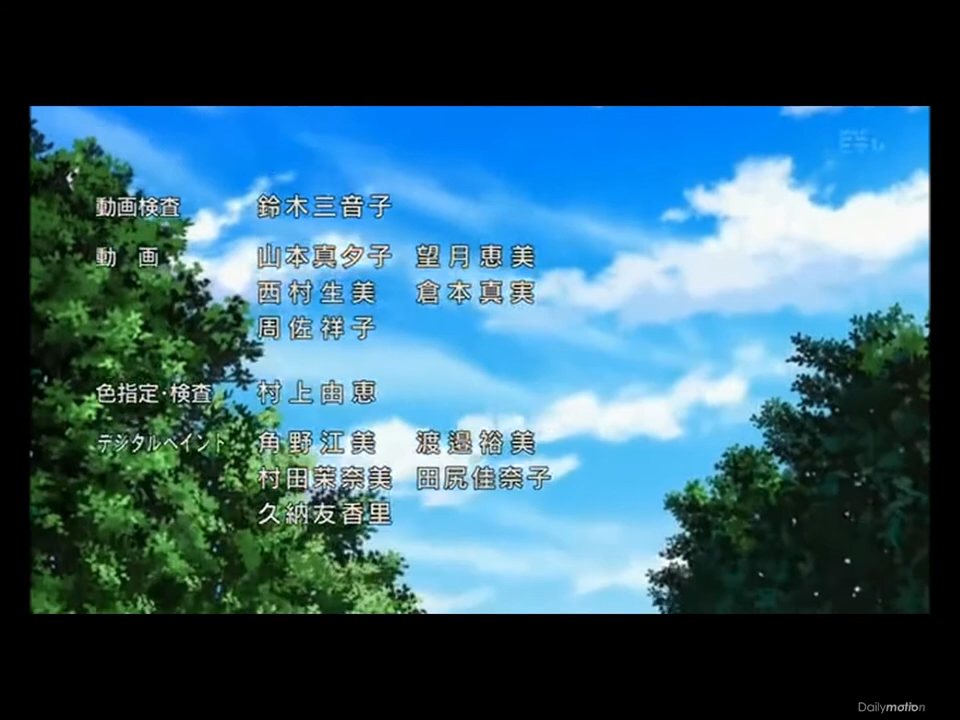 動画検査 鈴木三音子
動 画 山本真夕子 望月恵美
西村生美 倉本真実
周佐祥子
色指定・検査 村上由恵
デジタルペイント 角野江美 渡邉裕美
村田茉奈美 田尻佳奈子
久納友香里
Dailymotion